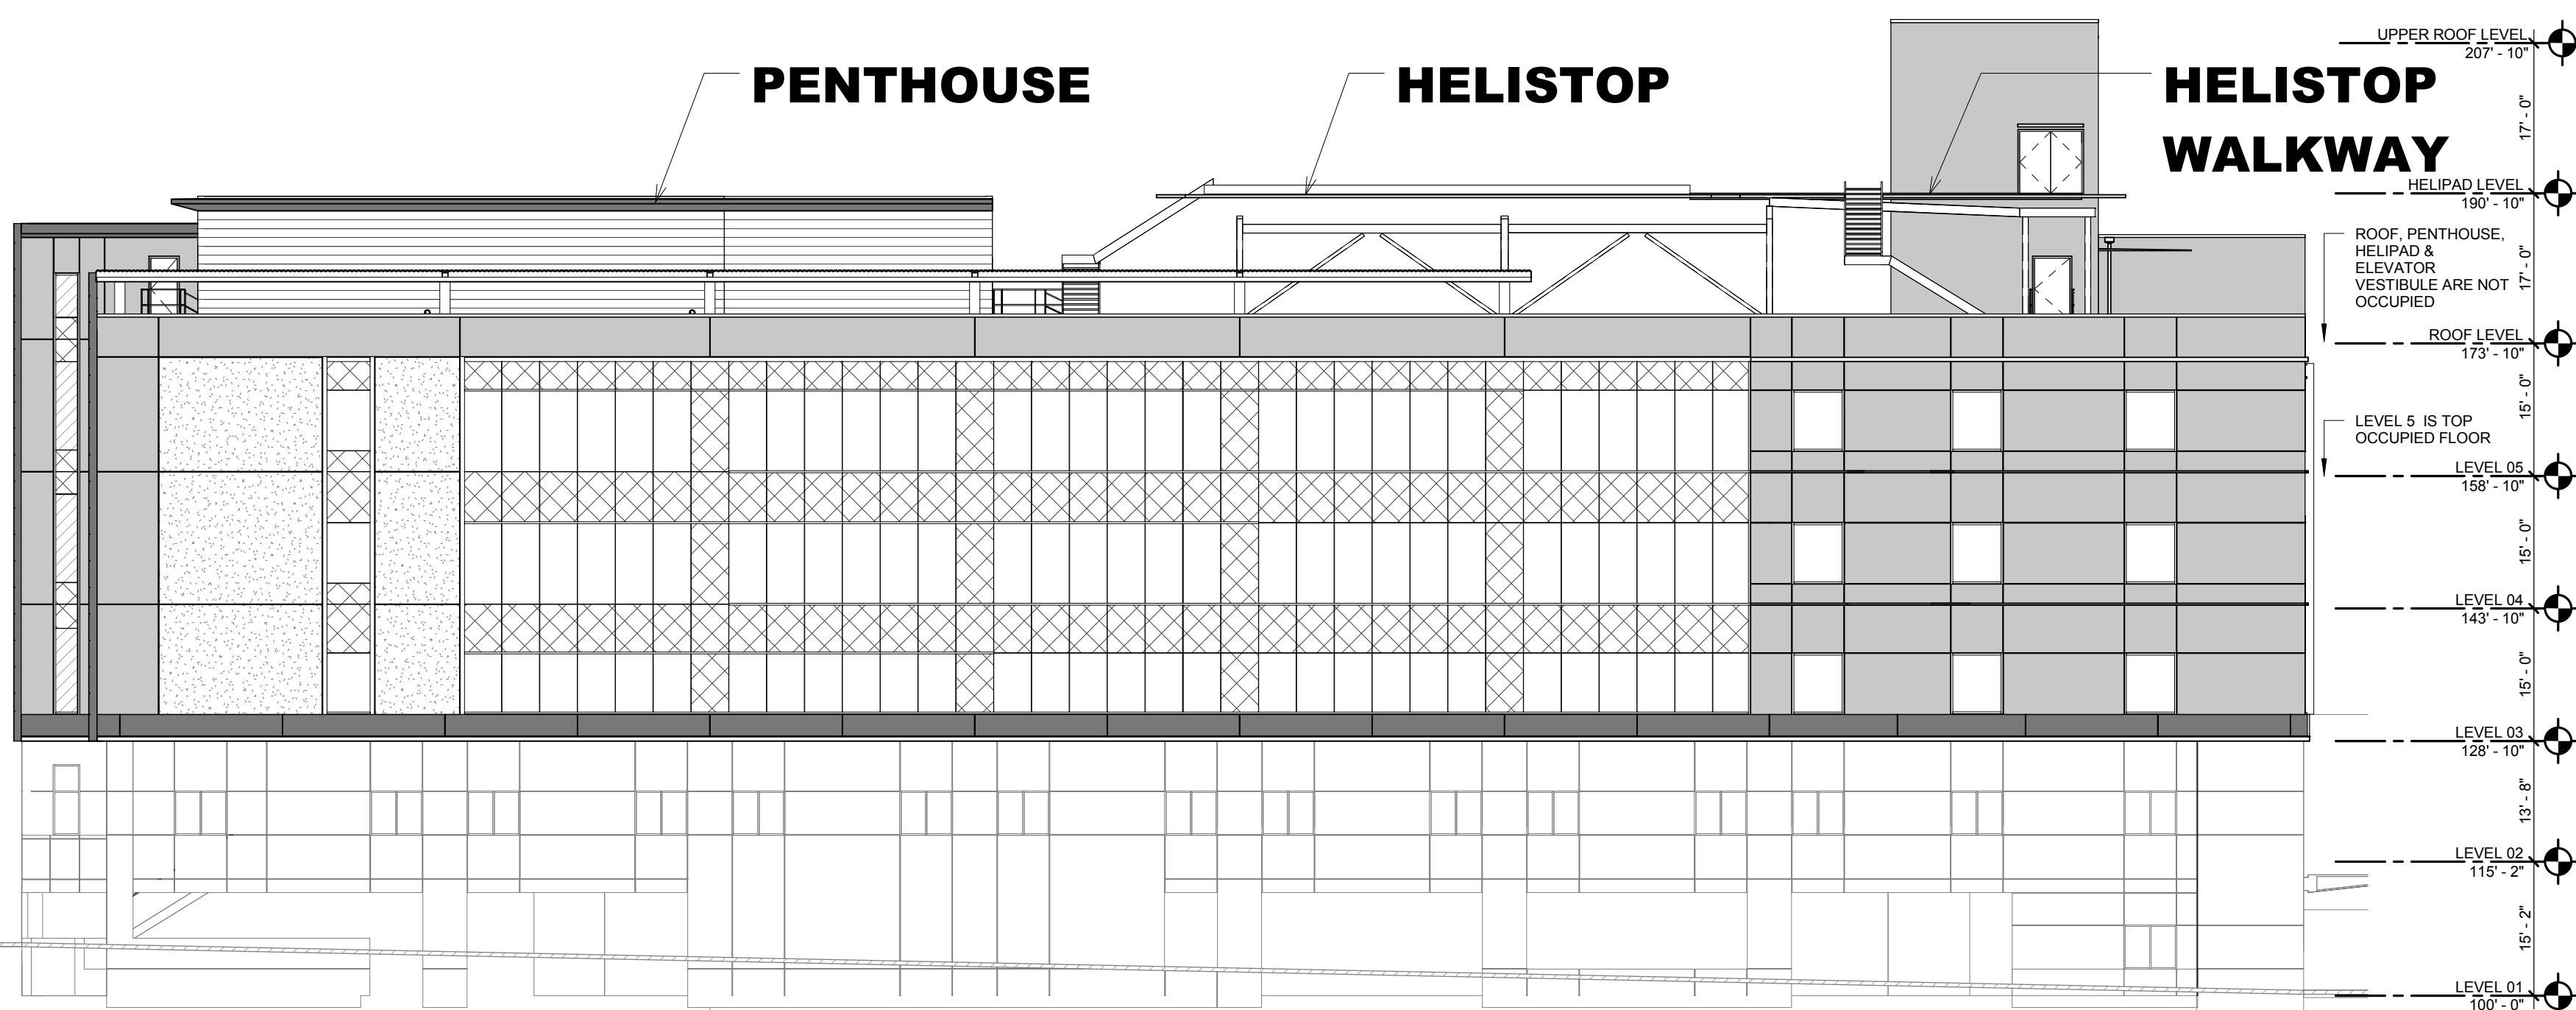 PENTHOUSE
HELISTOP
HELISTOP
WALKWAY
UPPER ROOF LEVEL
207' - 10"
17' - 0"
HELIPAD LEVEL
190' - 10"
ROOF, PENTHOUSE,
HELIPAD &
ELEVATOR
VESTIBULE ARE NOT
OCCUPIED
17' - 0"
ROOF LEVEL
173' - 10"
15' - 0"
LEVEL 5 IS TOP
OCCUPIED FLOOR
LEVEL 05
158' - 10"
15' - 0"
LEVEL 04
143' - 10"
15' - 0"
LEVEL 03
128' - 10"
13' - 8"
LEVEL 02
115' - 2"
15' - 2"
LEVEL 01
100' - 0"